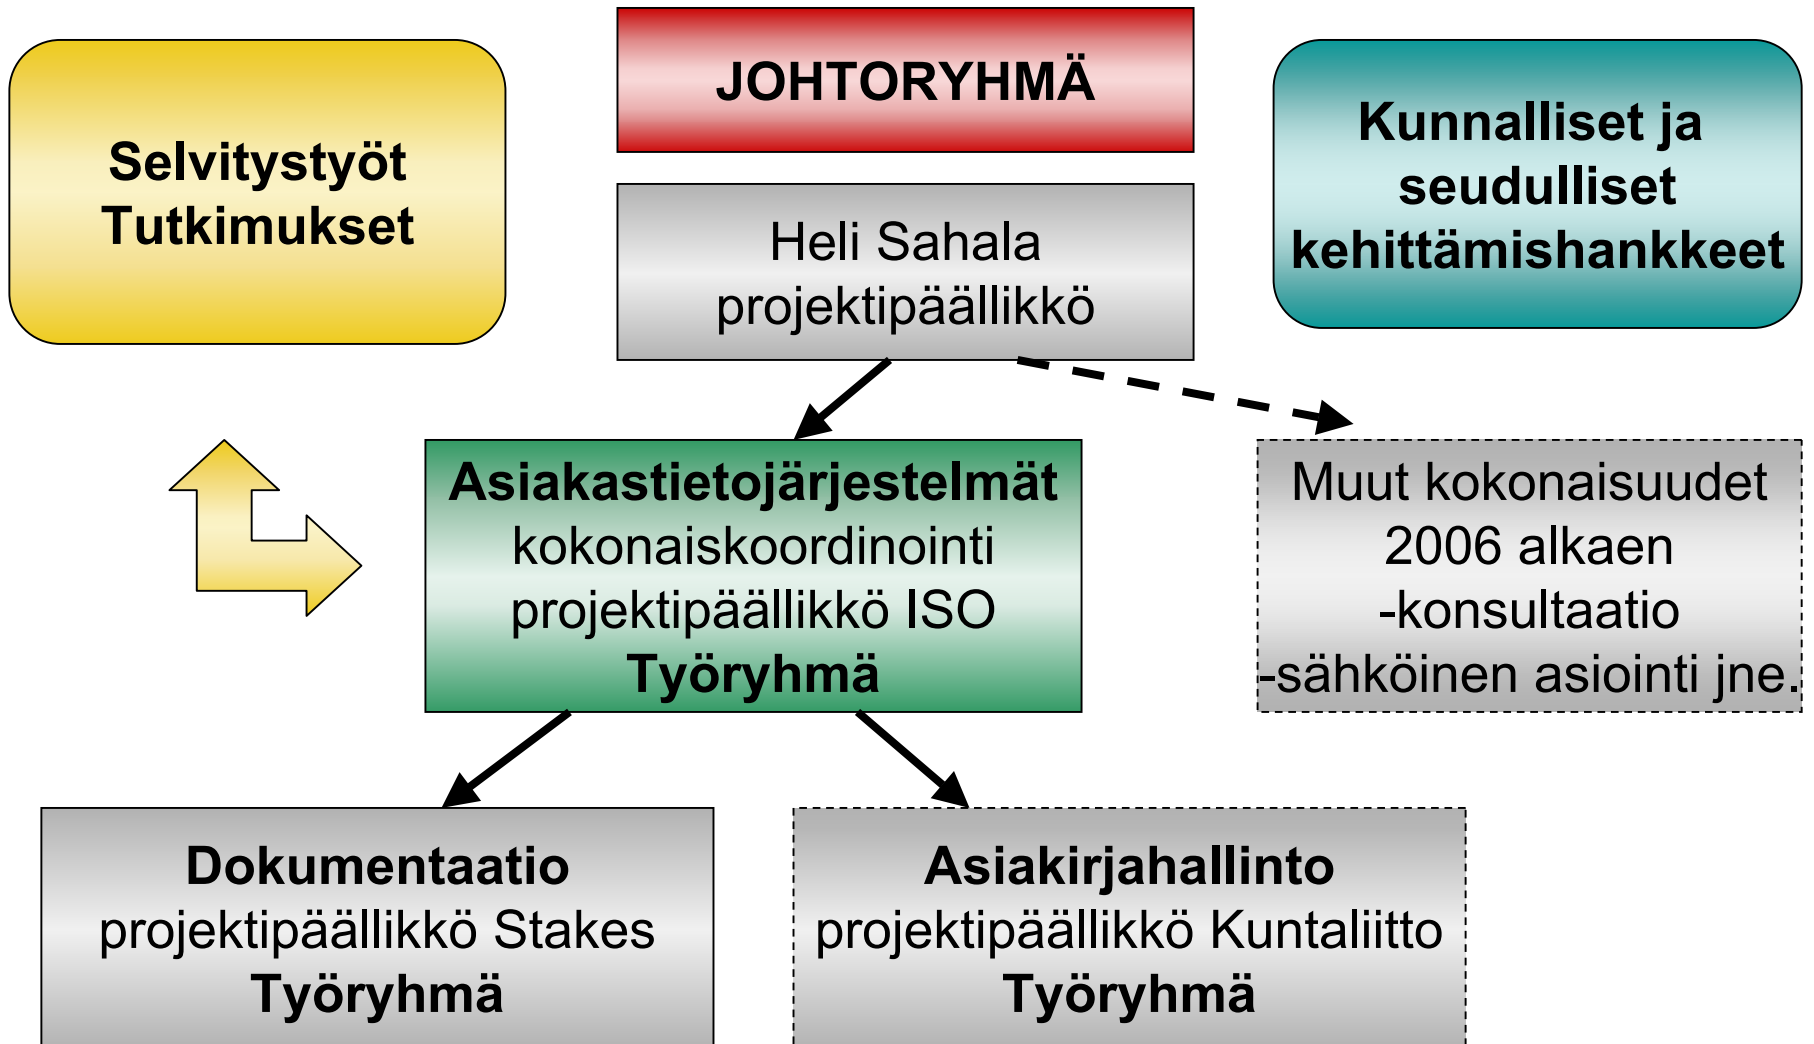 JOHTORYHMÄ
Selvitystyöt
Tutkimukset
Heli Sahala
projektipäällikkö
Kunnalliset ja
seudulliset
kehittämishankkeet
Asiakastietojärjestelmät
kokonaiskoordinointi
projektipäällikkö ISO
Työryhmä
Muut kokonaisuudet
2006 alkaen
-konsultaatio
-sähköinen asiointi jne.
Dokumentaatio
projektipäällikkö Stakes
Työryhmä
Asiakirjahallinto
projektipäällikkö Kuntaliitto
Työryhmä